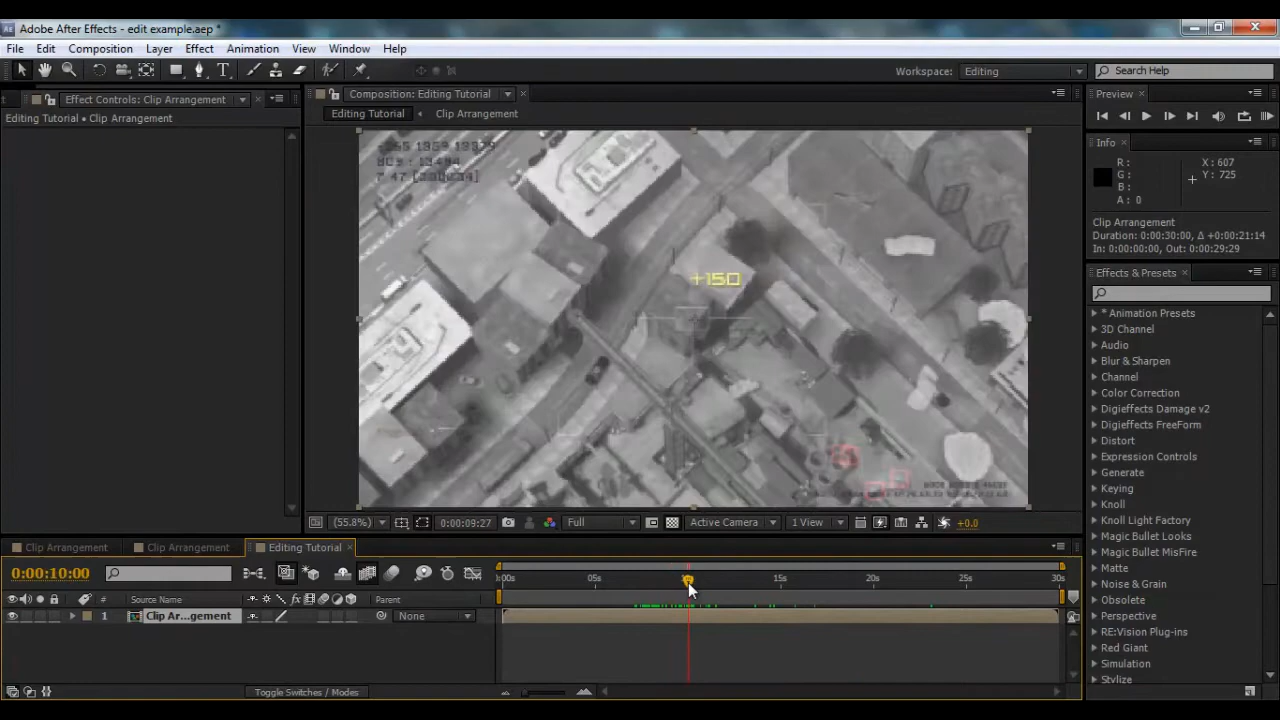 Adobe After Effects - edit example.aep *
File Edit Composition Layer Effect Animation View Window Help
Workspace: Editing Search Help
Effect Controls: Clip Arrangement
Editing Tutorial • Clip Arrangement
Composition: Editing Tutorial
Editing Tutorial Clip Arrangement
+150
(55.8%) 0:00:09:27 Full Active Camera 1 View +0.0
Preview
Info
R : X : 607
G : Y : 725
B :
A : 0
Clip Arrangement
Duration: 0:00:30:00, Δ +0:00:21:14
In: 0:00:00:00, Out: 0:00:29:29
Effects & Presets
* Animation Presets
3D Channel
Audio
Blur & Sharpen
Channel
Color Correction
Digieffects Damage v2
Digieffects FreeForm
Distort
Expression Controls
Generate
Keying
Knoll
Knoll Light Factory
Magic Bullet Looks
Magic Bullet MisFire
Matte
Noise & Grain
Obsolete
Perspective
RE:Vision Plug-ins
Red Giant
Simulation
Stylize
Clip Arrangement Clip Arrangement Editing Tutorial
0:00:10:00
:00s 05s 15s 20s 25s 30s
# Source Name Parent
1 Clip Ar...gement None
Toggle Switches / Modes